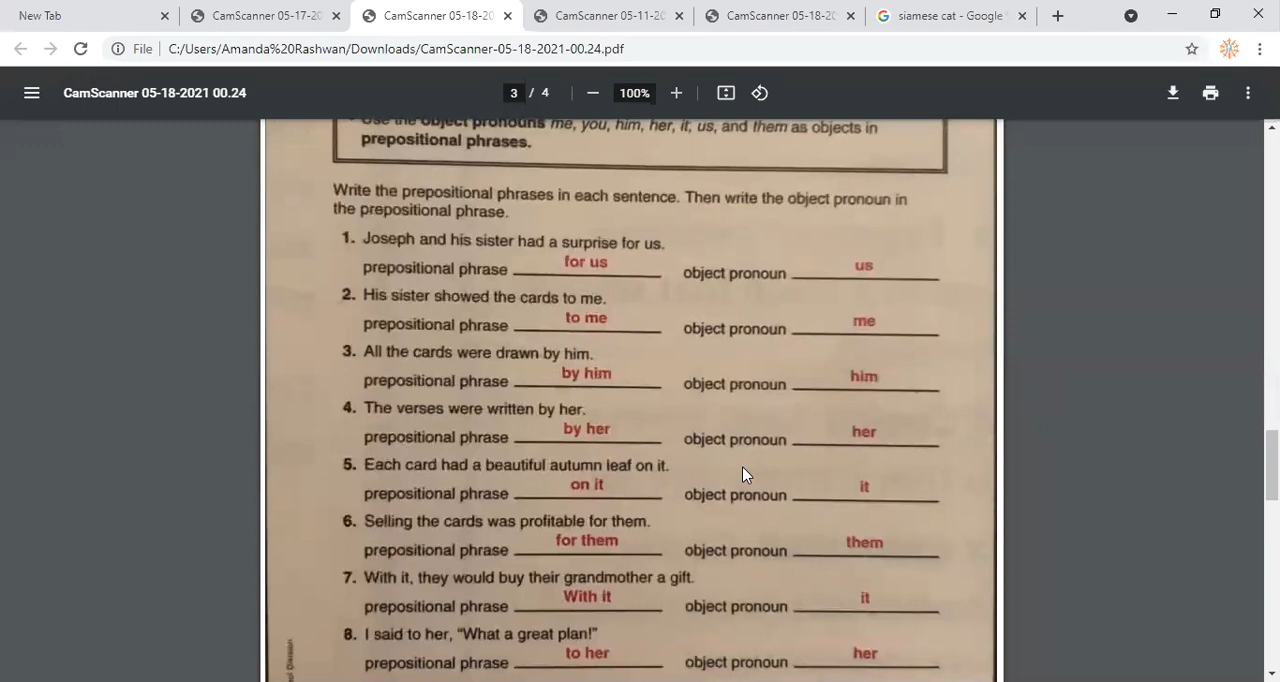 New Tab
CamScanner 05-17-20
CamScanner 05-18-20
CamScanner 05-11-20
CamScanner 05-18-20
siamese cat - Google S
File C:/Users/Amanda%20Rashwan/Downloads/CamScanner-05-18-2021-00.24.pdf
CamScanner 05-18-2021 00.24
3 / 4
100%
Use the object pronouns me, you, him, her, it, us, and them as objects in
prepositional phrases.
Write the prepositional phrases in each sentence. Then write the object pronoun in
the prepositional phrase.
1. Joseph and his sister had a surprise for us.
prepositional phrase for us object pronoun us
2. His sister showed the cards to me.
prepositional phrase to me object pronoun me
3. All the cards were drawn by him.
prepositional phrase by him object pronoun him
4. The verses were written by her.
prepositional phrase by her object pronoun her
5. Each card had a beautiful autumn leaf on it.
prepositional phrase on it object pronoun it
6. Selling the cards was profitable for them.
prepositional phrase for them object pronoun them
7. With it, they would buy their grandmother a gift.
prepositional phrase With it object pronoun it
8. I said to her, “What a great plan!”
prepositional phrase to her object pronoun her
Division